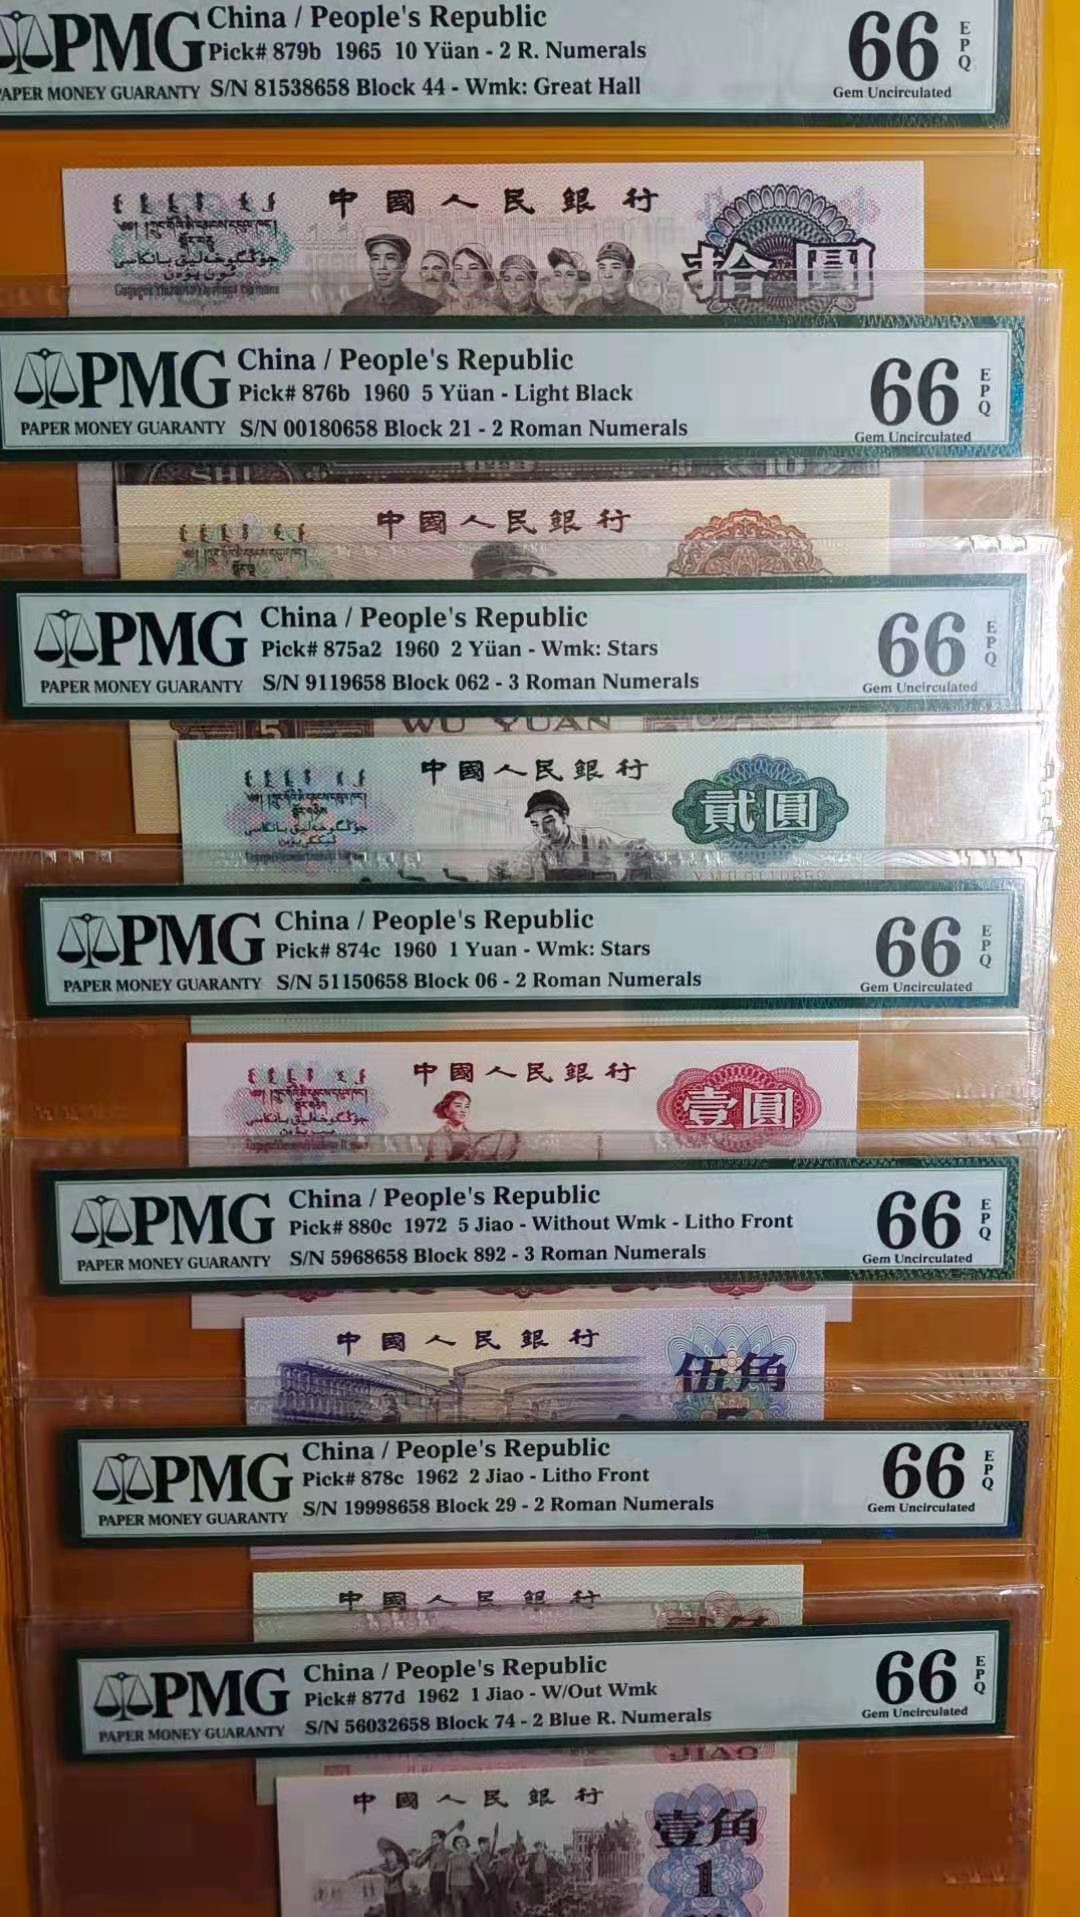 PMG
PAPER MONEY GUARANTY
China / People's Republic
Pick# 879b 1965 10 Yüan - 2 R. Numerals
S/N 81538658 Block 44 - Wmk: Great Hall
66 EPQ
Gem Uncirculated
中國人民銀行
拾圓
PMG
PAPER MONEY GUARANTY
China / People's Republic
Pick# 876b 1960 5 Yüan - Light Black
S/N 00180658 Block 21 - 2 Roman Numerals
66 EPQ
Gem Uncirculated
SHI
10
中國人民銀行
PMG
PAPER MONEY GUARANTY
China / People's Republic
Pick# 875a2 1960 2 Yüan - Wmk: Stars
S/N 9119658 Block 062 - 3 Roman Numerals
66 EPQ
Gem Uncirculated
5 WU YUAN
中國人民銀行
貳圓
PMG
PAPER MONEY GUARANTY
China / People's Republic
Pick# 874c 1960 1 Yuan - Wmk: Stars
S/N 51150658 Block 06 - 2 Roman Numerals
66 EPQ
Gem Uncirculated
中國人民銀行
壹圓
PMG
PAPER MONEY GUARANTY
China / People's Republic
Pick# 880c 1972 5 Jiao - Without Wmk - Litho Front
S/N 5968658 Block 892 - 3 Roman Numerals
66 EPQ
Gem Uncirculated
中國人民銀行
伍角
PMG
PAPER MONEY GUARANTY
China / People's Republic
Pick# 878c 1962 2 Jiao - Litho Front
S/N 19998658 Block 29 - 2 Roman Numerals
66 EPQ
Gem Uncirculated
中國人民銀行
PMG
PAPER MONEY GUARANTY
China / People's Republic
Pick# 877d 1962 1 Jiao - W/Out Wmk
S/N 56032658 Block 74 - 2 Blue R. Numerals
66 EPQ
Gem Uncirculated
JIAO
中國人民銀行
壹角
1